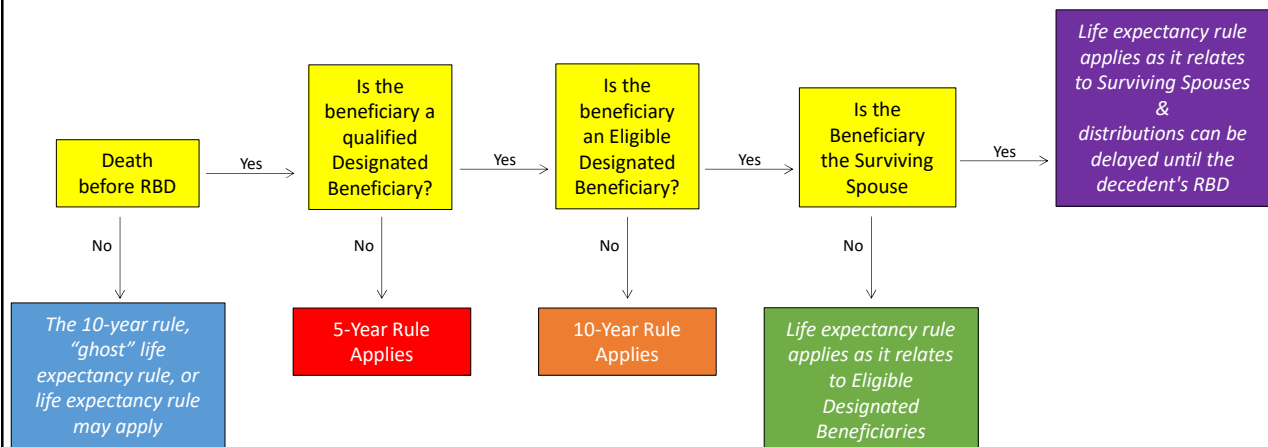 Death
before RBD
Yes
Is the
beneficiary a
qualified
Designated
Beneficiary?
Yes
Is the
beneficiary
an Eligible
Designated
Beneficiary?
Yes
Is the
Beneficiary
the Surviving
Spouse
Yes
Life expectancy rule
applies as it relates
to Surviving Spouses
&
distributions can be
delayed until the
decedent's RBD
No
No
No
No
The 10-year rule,
“ghost” life
expectancy rule, or
life expectancy rule
may apply
5-Year Rule
Applies
10-Year Rule
Applies
Life expectancy rule
applies as it relates
to Eligible
Designated
Beneficiaries